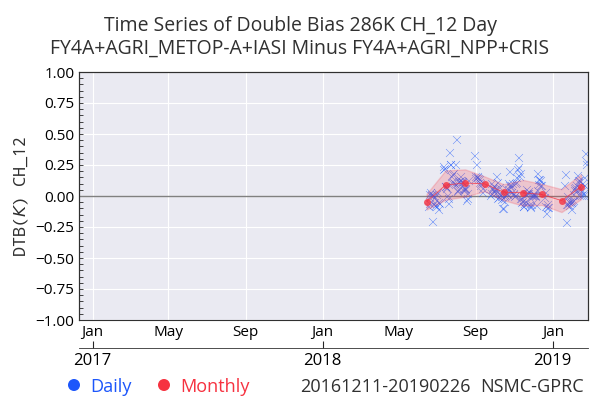 Time Series of Double Bias 286K CH_12 Day
FY4A+AGRI_METOP-A+IASI Minus FY4A+AGRI_NPP+CRIS
DTB(K) CH_12
1.00
0.75
0.50
0.25
0.00
−0.25
−0.50
−0.75
−1.00
Jan May Sep Jan May Sep Jan
2017 2018 2019
Daily Monthly 20161211-20190226 NSMC-GPRC